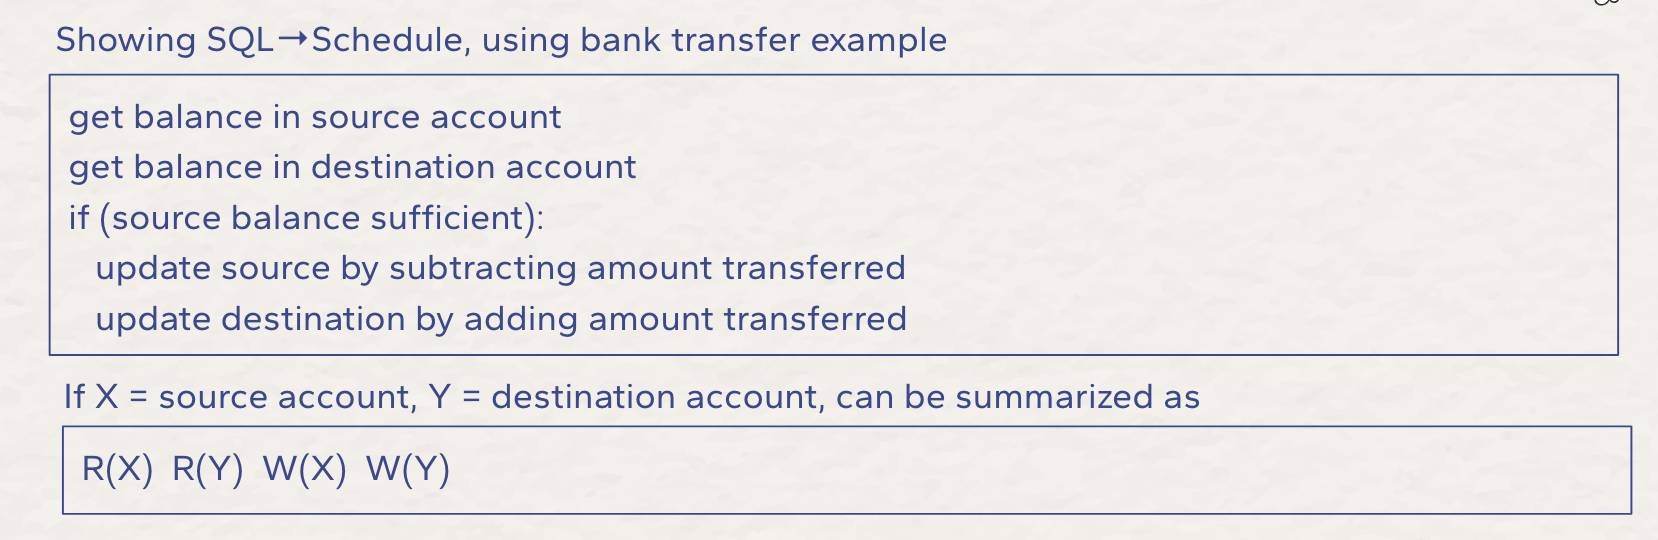 Showing SQL→Schedule, using bank transfer example
get balance in source account
get balance in destination account
if (source balance sufficient):
update source by subtracting amount transferred
update destination by adding amount transferred
If X = source account, Y = destination account, can be summarized as
R(X) R(Y) W(X) W(Y)